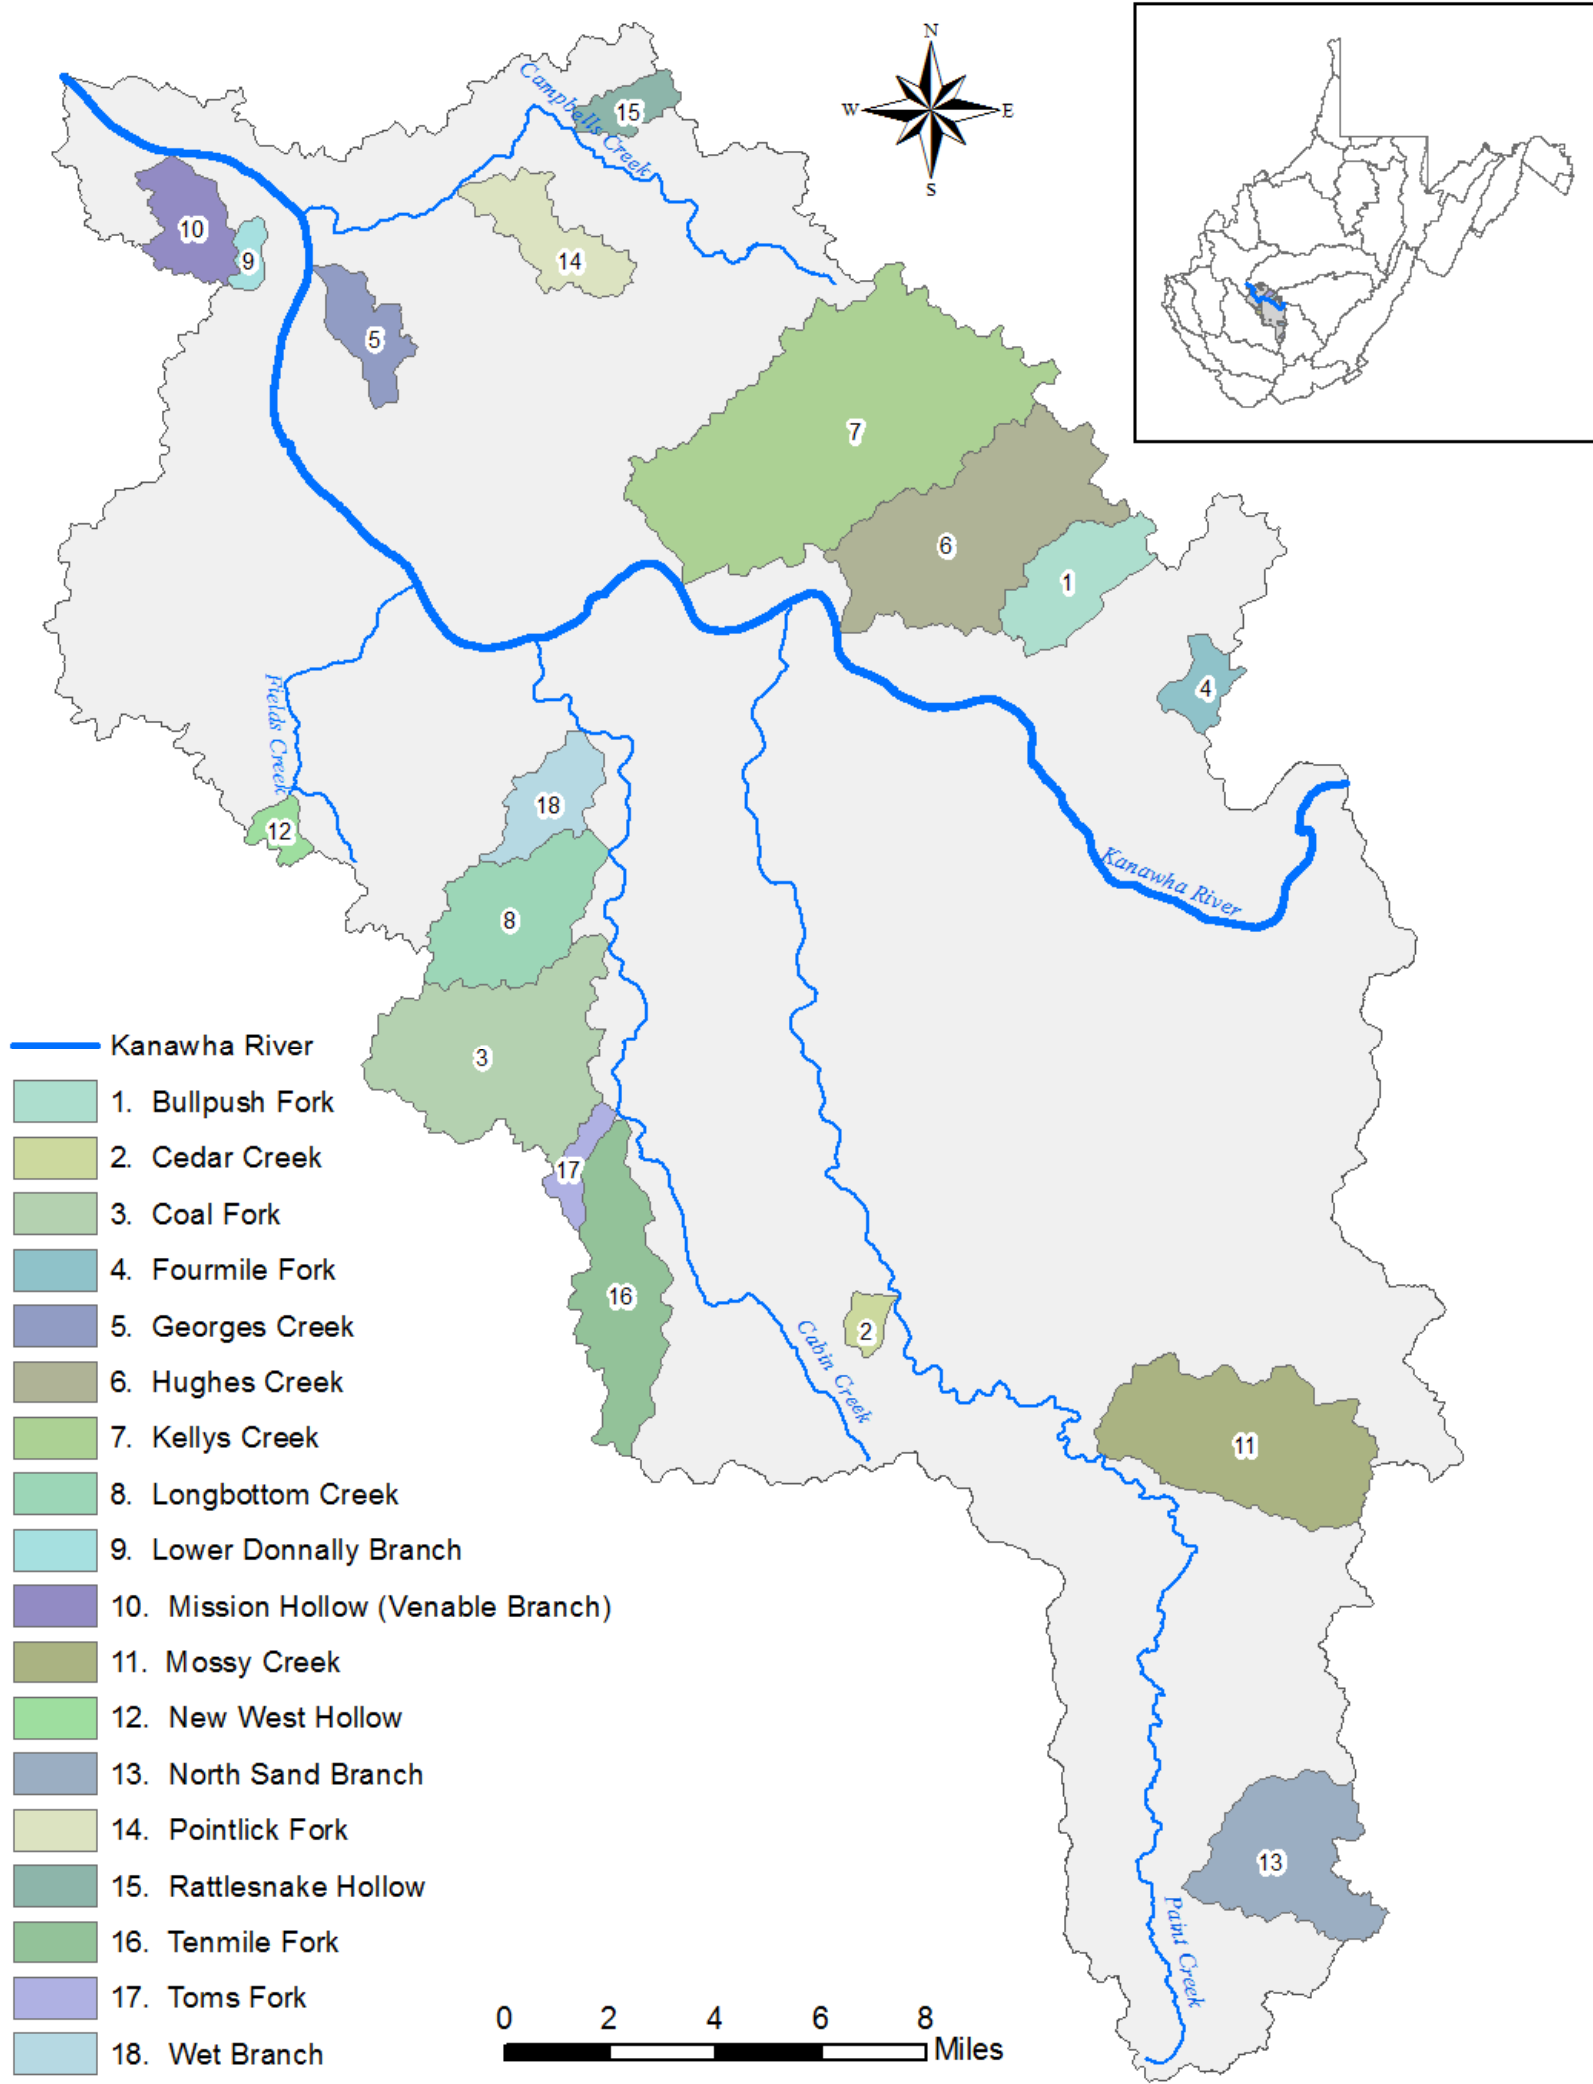 N
W
E
S
Campbells Creek
15
10
9
14
5
7
6
1
4
Fields Creek
12
18
8
Kanawha River
3
17
16
2
Cabin Creek
11
13
Paint Creek
Kanawha River
1. Bullpush Fork
2. Cedar Creek
3. Coal Fork
4. Fourmile Fork
5. Georges Creek
6. Hughes Creek
7. Kellys Creek
8. Longbottom Creek
9. Lower Donnally Branch
10. Mission Hollow (Venable Branch)
11. Mossy Creek
12. New West Hollow
13. North Sand Branch
14. Pointlick Fork
15. Rattlesnake Hollow
16. Tenmile Fork
17. Toms Fork
18. Wet Branch
0 2 4 6 8
Miles